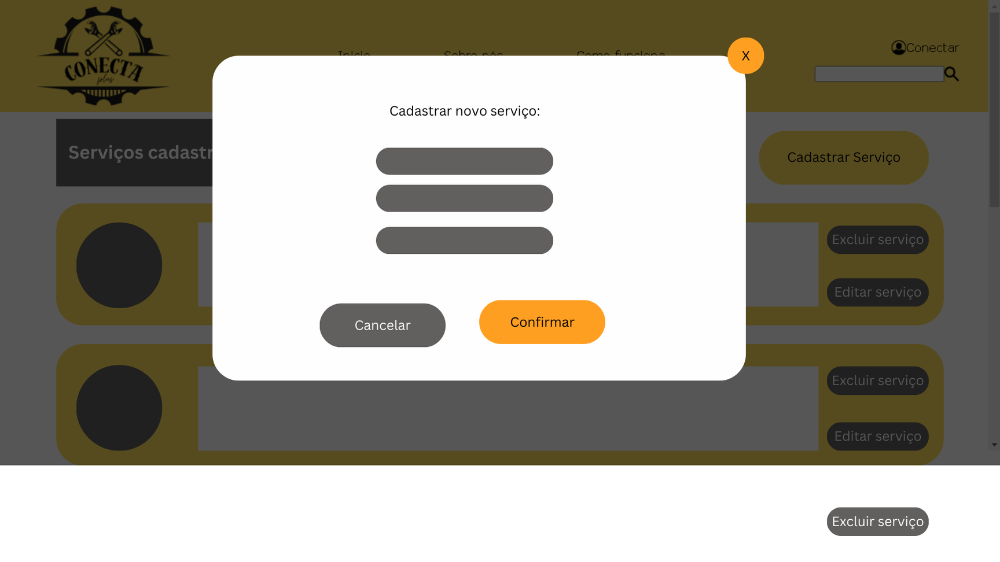 CONECTA
plus
Inicio
Sobre nós
Como funciona
Conectar
X
Cadastrar novo serviço:
Serviços cadastr
Cadastrar Serviço
Excluir serviço
Editar serviço
Cancelar
Confirmar
Excluir serviço
Editar serviço
Excluir serviço